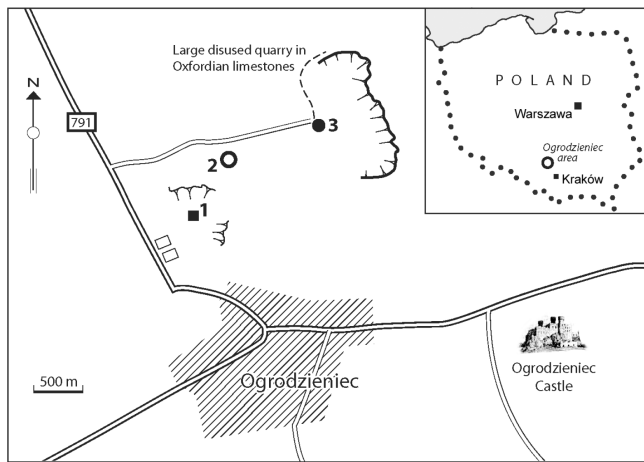 Large disused quarry in
Oxfordian limestones
N
791
3
2
1
500 m
Ogrodzieniec
Ogrodzieniec
Castle
POLAND
Warszawa
Ogrodzieniec
area
Kraków